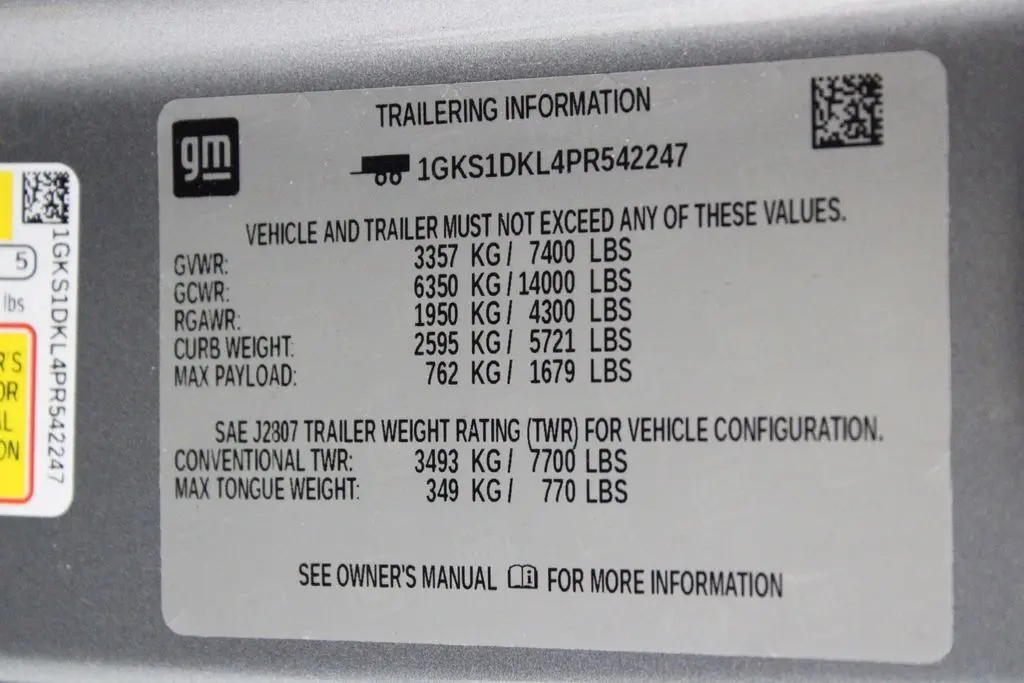 TRAILERING INFORMATION
gm
1GKS1DKL4PR542247
VEHICLE AND TRAILER MUST NOT EXCEED ANY OF THESE VALUES.
GVWR: 3357 KG / 7400 LBS
GCWR: 6350 KG / 14000 LBS
RGAWR: 1950 KG / 4300 LBS
CURB WEIGHT: 2595 KG / 5721 LBS
MAX PAYLOAD: 762 KG / 1679 LBS
SAE J2807 TRAILER WEIGHT RATING (TWR) FOR VEHICLE CONFIGURATION.
CONVENTIONAL TWR: 3493 KG / 7700 LBS
MAX TONGUE WEIGHT: 349 KG / 770 LBS
SEE OWNER'S MANUAL FOR MORE INFORMATION
5
lbs
1GKS1DKL4PR542247